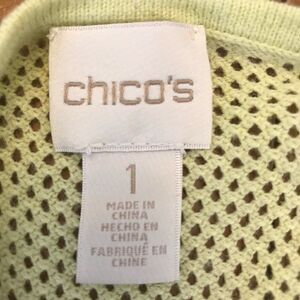 chico's
1
MADE IN
CHINA
HECHO EN
CHINA
FABRIQUÉ EN
CHINE